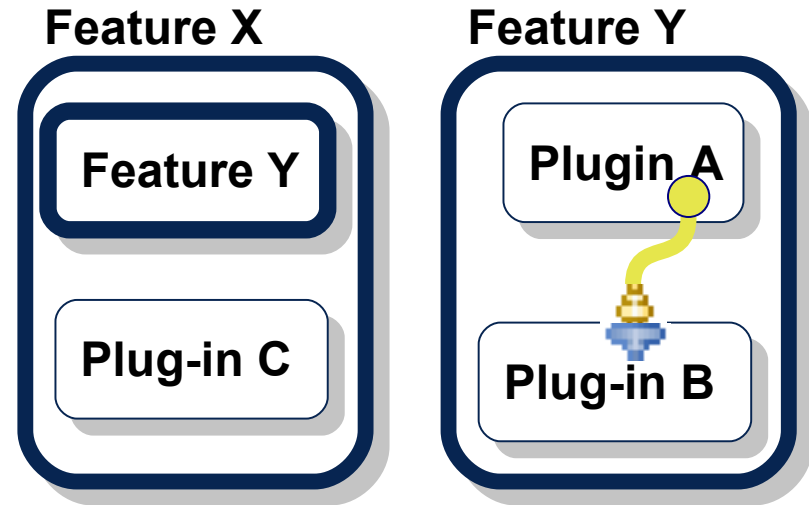 Feature X
Feature Y
Plug-in C
Feature Y
Plugin A
Plug-in B